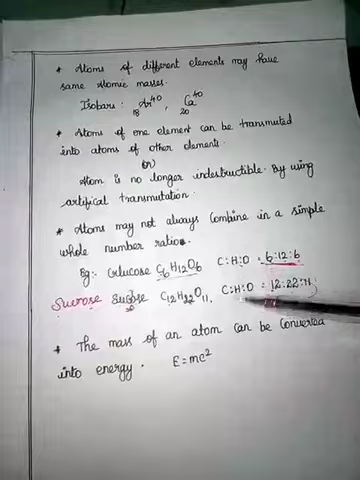 * Atoms of different elements may have
same atomic masses.
Isobars : ₁₈Ar⁴⁰ , ₂₀Ca⁴⁰
* Atoms of one element can be transmuted
into atoms of other elements.
(or)
Atom is no longer indestructible. By using
artifical transmutation.
* Atoms may not always combine in a simple
whole number ratio.
Eg:- Glucose C₆H₁₂O₆ C:H:O = 6:12:6
Sucrose C₁₂H₂₂O₁₁, C:H:O = 12:22:11
* The mass of an atom can be converted
into energy. E=mc²